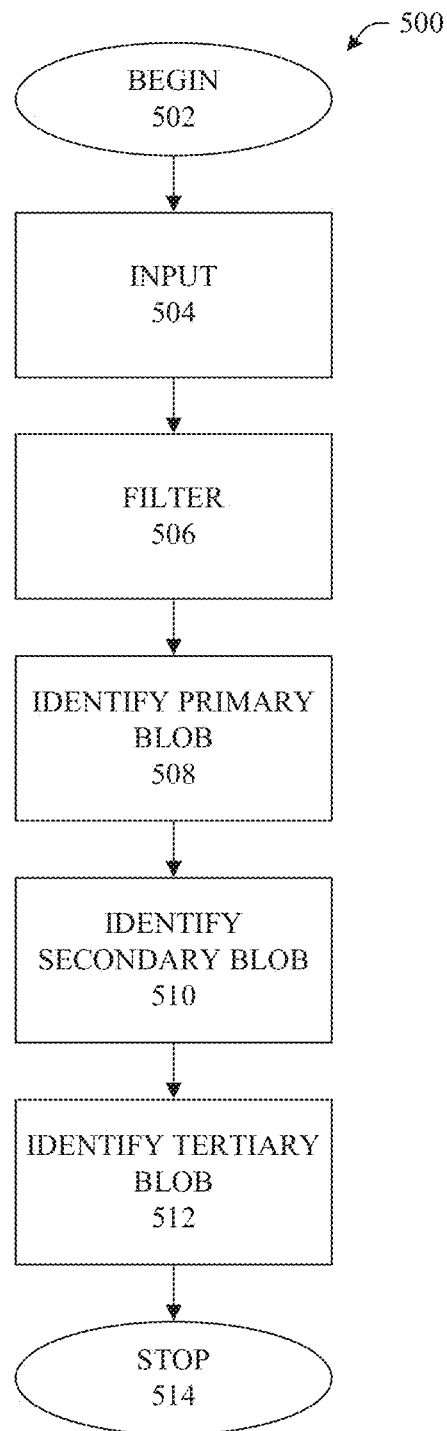 500
BEGIN
502
INPUT
504
FILTER
506
IDENTIFY PRIMARY
BLOB
508
IDENTIFY
SECONDARY BLOB
510
IDENTIFY TERTIARY
BLOB
512
STOP
514